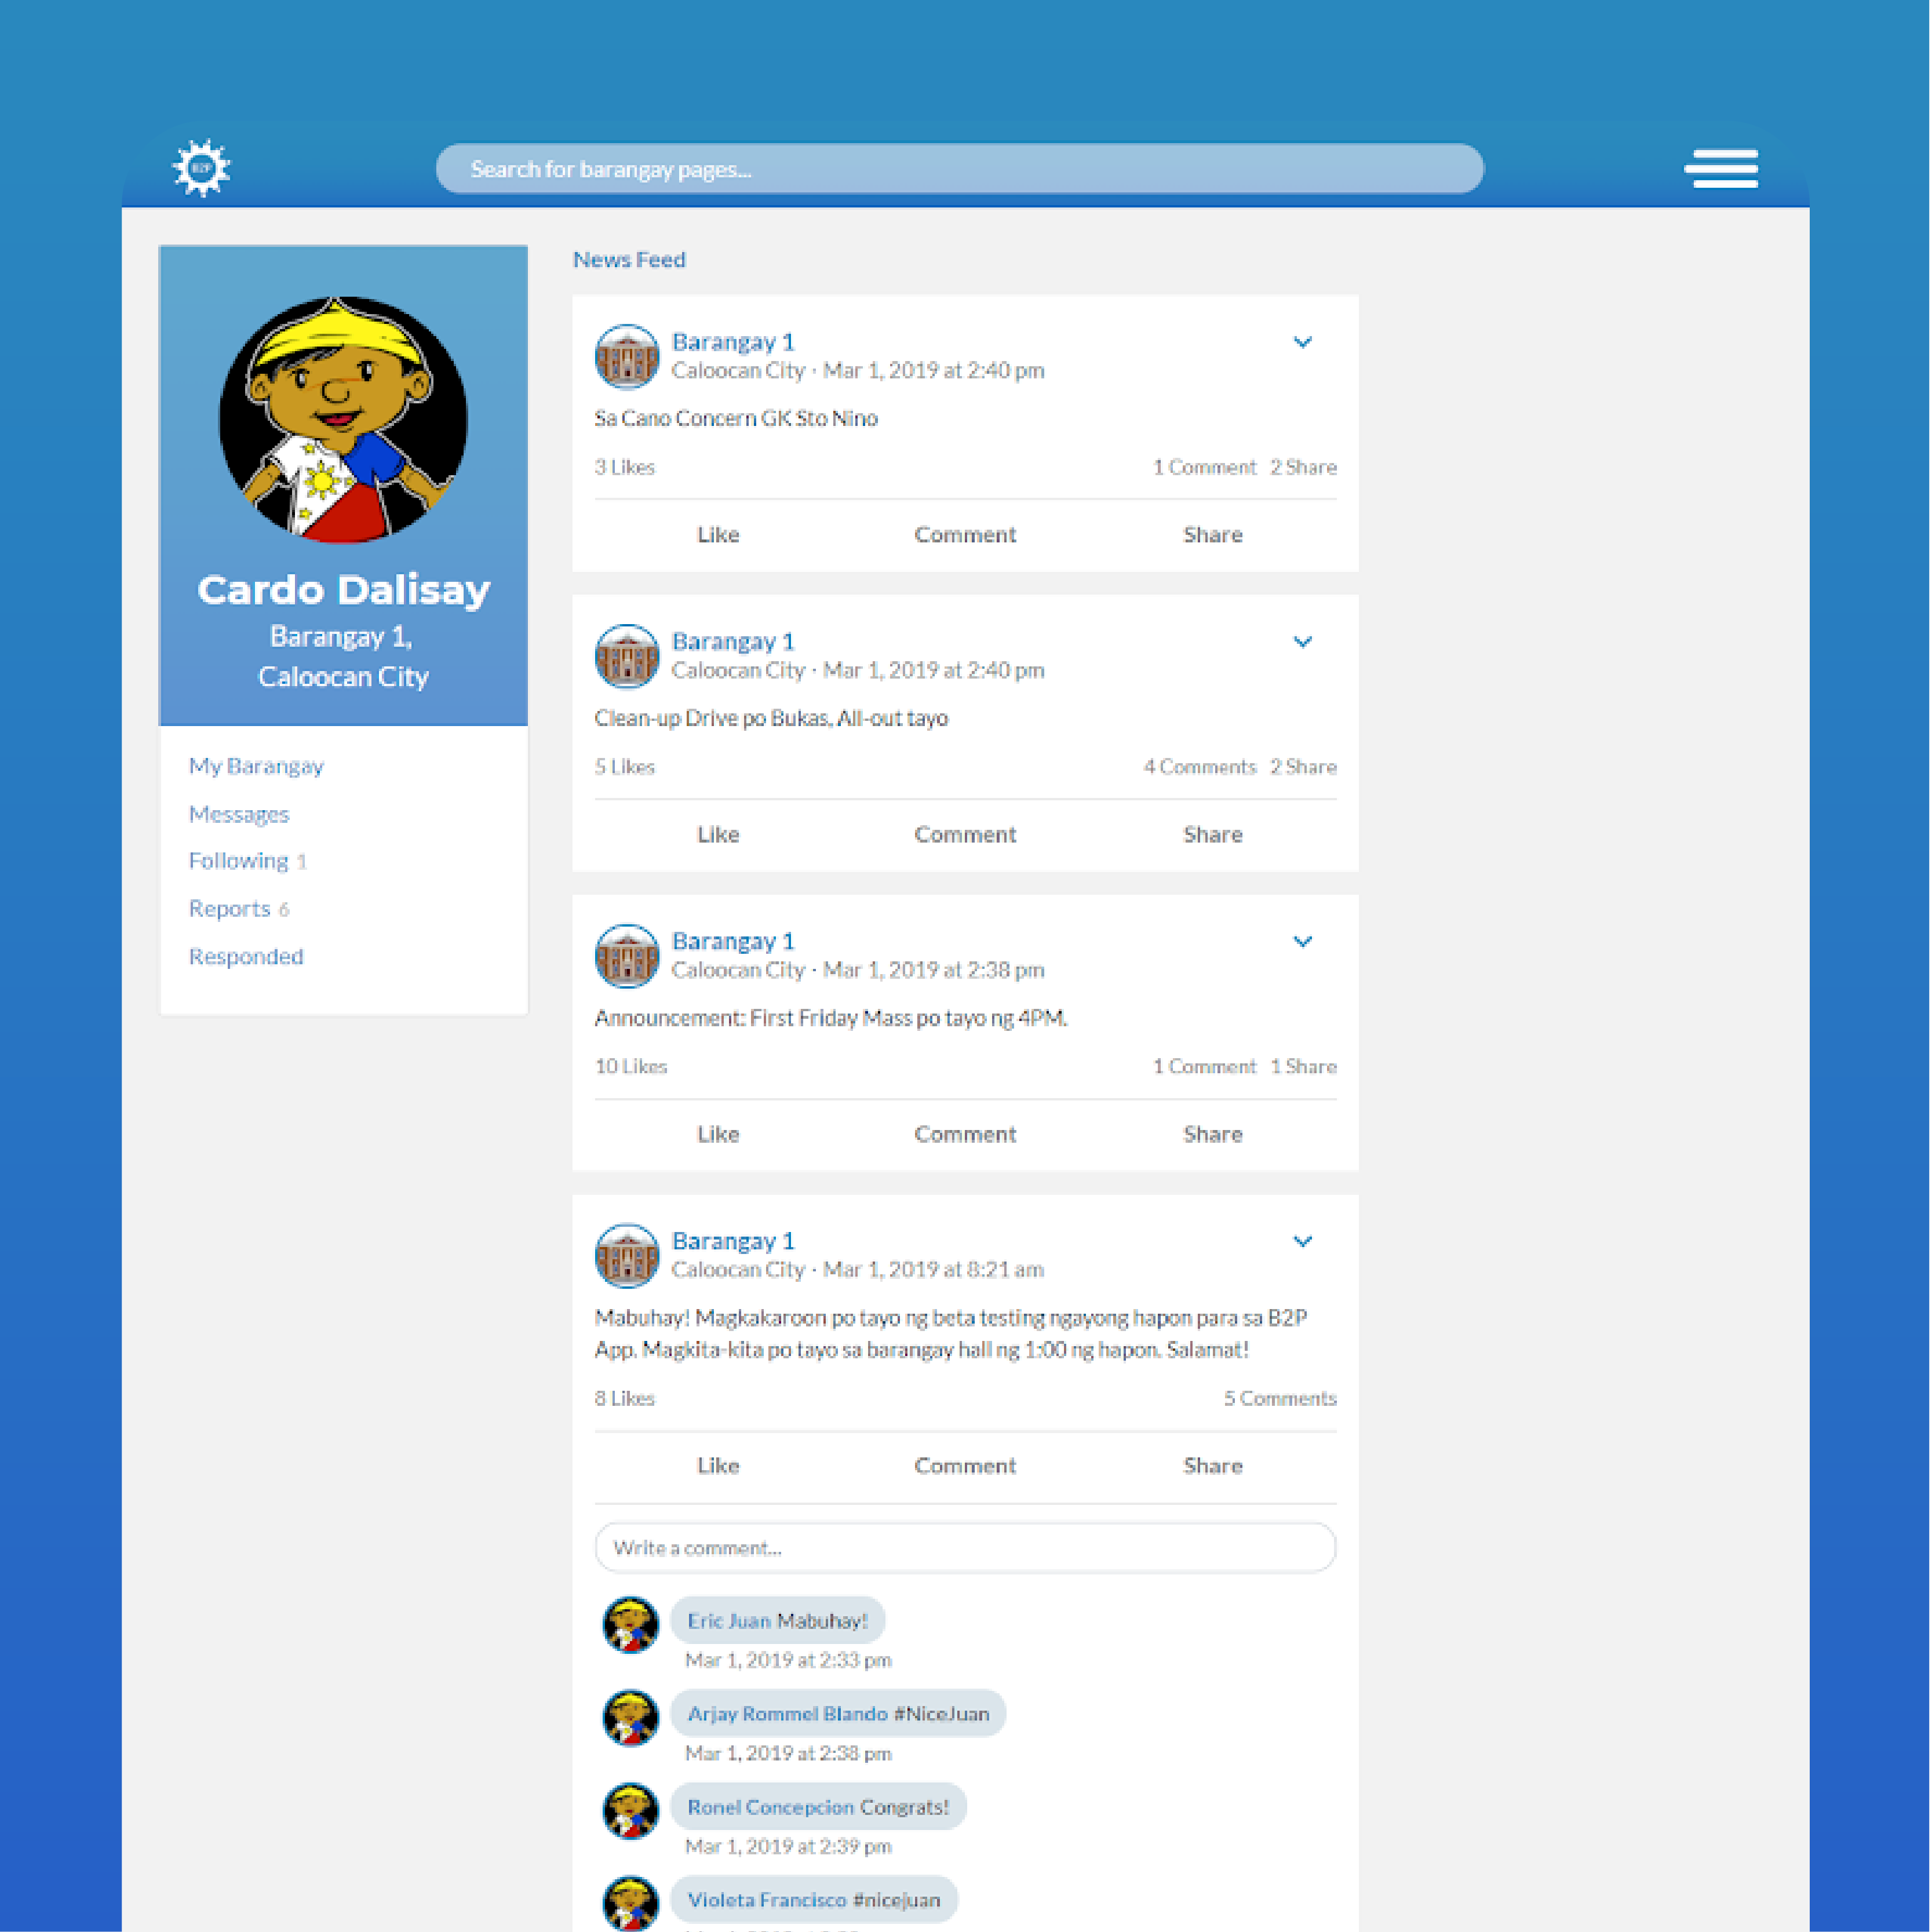 B2P
Search for barangay pages...
Cardo Dalisay
Barangay 1,
Caloocan City
My Barangay
Messages
Following 1
Reports 6
Responded
News Feed
Barangay 1
Caloocan City · Mar 1, 2019 at 2:40 pm
Sa Cano Concern GK Sto Nino
3 Likes 1 Comment 2 Share
Like Comment Share
Barangay 1
Caloocan City · Mar 1, 2019 at 2:40 pm
Clean-up Drive po Bukas, All-out tayo
5 Likes 4 Comments 2 Share
Like Comment Share
Barangay 1
Caloocan City · Mar 1, 2019 at 2:38 pm
Announcement: First Friday Mass po tayo ng 4PM.
10 Likes 1 Comment 1 Share
Like Comment Share
Barangay 1
Caloocan City · Mar 1, 2019 at 8:21 am
Mabuhay! Magkakaroon po tayo ng beta testing ngayong hapon para sa B2P
App. Magkita-kita po tayo sa barangay hall ng 1:00 ng hapon. Salamat!
8 Likes 5 Comments
Like Comment Share
Write a comment...
Eric Juan Mabuhay!
Mar 1, 2019 at 2:33 pm
Arjay Rommel Blando #NiceJuan
Mar 1, 2019 at 2:38 pm
Ronel Concepcion Congrats!
Mar 1, 2019 at 2:39 pm
Violeta Francisco #nicejuan